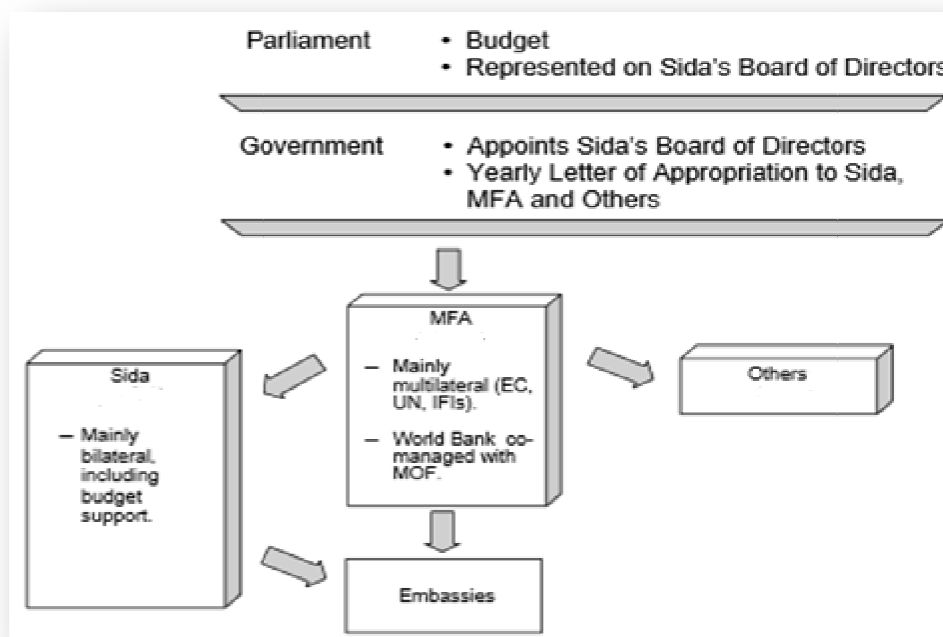 Parliament
• Budget
• Represented on Sida's Board of Directors
Government
• Appoints Sida's Board of Directors
• Yearly Letter of Appropriation to Sida,
MFA and Others
MFA
– Mainly
multilateral (EC,
UN, IFIs).
– World Bank co-
managed with
MOF.
Sida
– Mainly
bilateral,
including
budget
support.
Others
Embassies